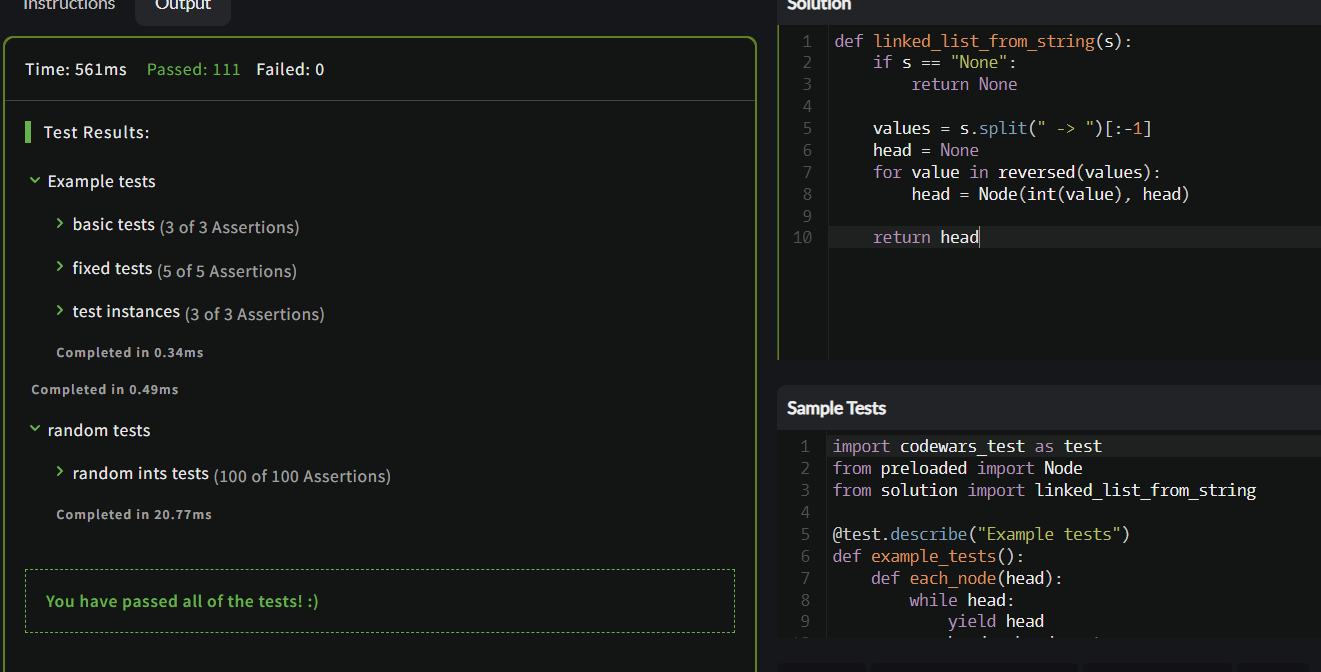 Instructions
Output
Time: 561ms Passed: 111 Failed: 0
Test Results:
Example tests
basic tests (3 of 3 Assertions)
fixed tests (5 of 5 Assertions)
test instances (3 of 3 Assertions)
Completed in 0.34ms
Completed in 0.49ms
random tests
random ints tests (100 of 100 Assertions)
Completed in 20.77ms
You have passed all of the tests! :)
Solution
1 def linked_list_from_string(s):
2     if s == "None":
3         return None
4
5     values = s.split(" -> ")[:-1]
6     head = None
7     for value in reversed(values):
8         head = Node(int(value), head)
9
10     return head
Sample Tests
1 import codewars_test as test
2 from preloaded import Node
3 from solution import linked_list_from_string
4
5 @test.describe("Example tests")
6 def example_tests():
7     def each_node(head):
8         while head:
9             yield head